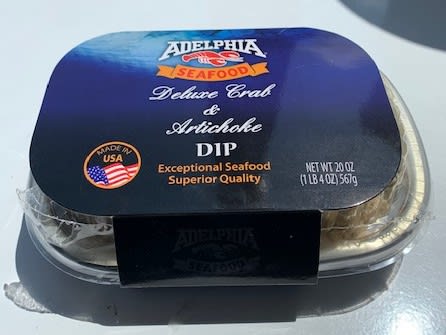 ADELPHIA
SEAFOOD
Deluxe Crab
&
Artichoke
DIP
MADE IN
USA
Exceptional Seafood
Superior Quality
NET WT 20 OZ
(1 LB 4 OZ) 567g
ADELPHIA
SEAFOOD